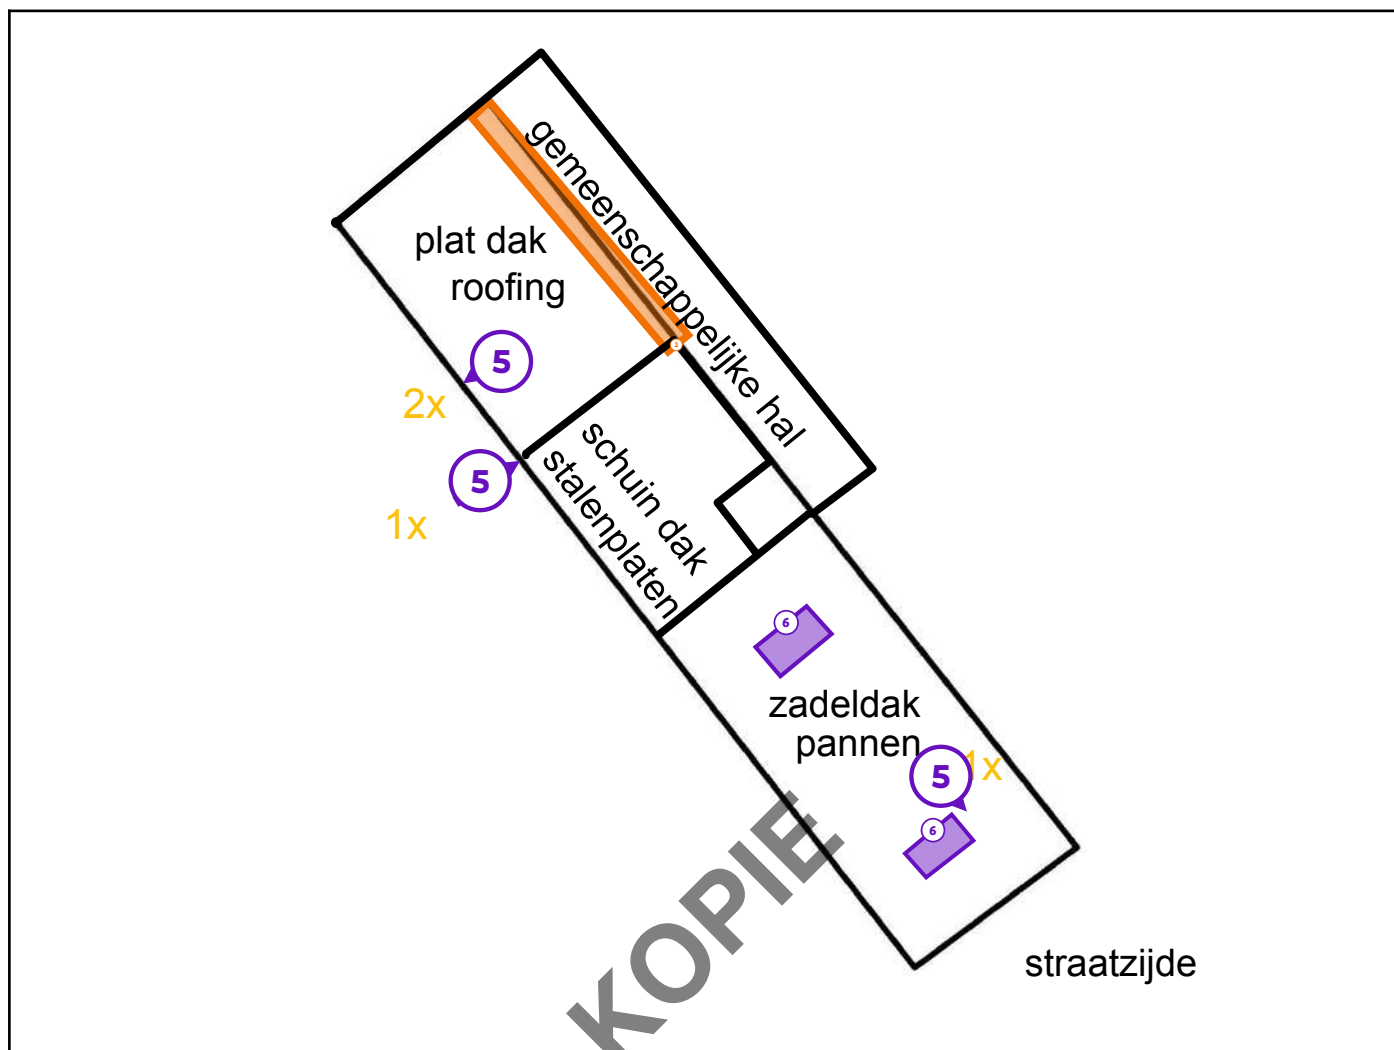 gemeenschappelijke hal
plat dak
roofing
2
5
2x
5
1x
schuin dak
stalenplaten
6
zadeldak
pannen
5
1x
6
KOPIE
straatzijde